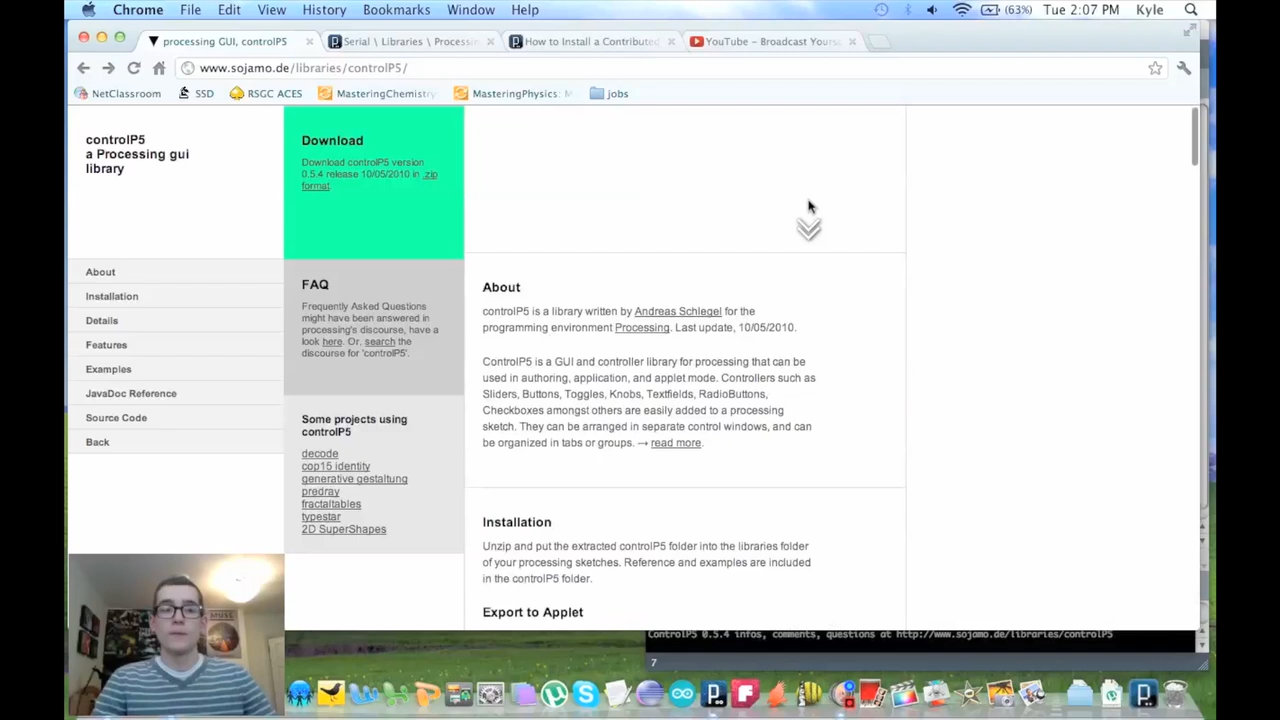 Chrome File Edit View History Bookmarks Window Help (63%) Tue 2:07 PM Kyle
processing GUI, controlP5 Serial \ Libraries \ Processin How to Install a Contributed YouTube - Broadcast Yours
www.sojamo.de/libraries/controlP5/
NetClassroom SSD RSGC ACES MasteringChemistry MasteringPhysics: M jobs
controlP5
a Processing gui
library
About
Installation
Details
Features
Examples
JavaDoc Reference
Source Code
Back
Download
Download controlP5 version
0.5.4 release 10/05/2010 in .zip
format.
FAQ
Frequently Asked Questions
might have been answered in
processing's discourse, have a
look here. Or, search the
discourse for 'controlP5'.
Some projects using
controlP5
decode
cop15 identity
generative gestaltung
predray
fractaltables
typestar
2D SuperShapes
About
controlP5 is a library written by Andreas Schlegel for the
programming environment Processing. Last update, 10/05/2010.
ControlP5 is a GUI and controller library for processing that can be
used in authoring, application, and applet mode. Controllers such as
Sliders, Buttons, Toggles, Knobs, Textfields, RadioButtons,
Checkboxes amongst others are easily added to a processing
sketch. They can be arranged in separate control windows, and can
be organized in tabs or groups. → read more.
Installation
Unzip and put the extracted controlP5 folder into the libraries folder
of your processing sketches. Reference and examples are included
in the controlP5 folder.
Export to Applet
ControlP5 0.5.4 infos, comments, questions at http://www.sojamo.de/libraries/controlP5
7